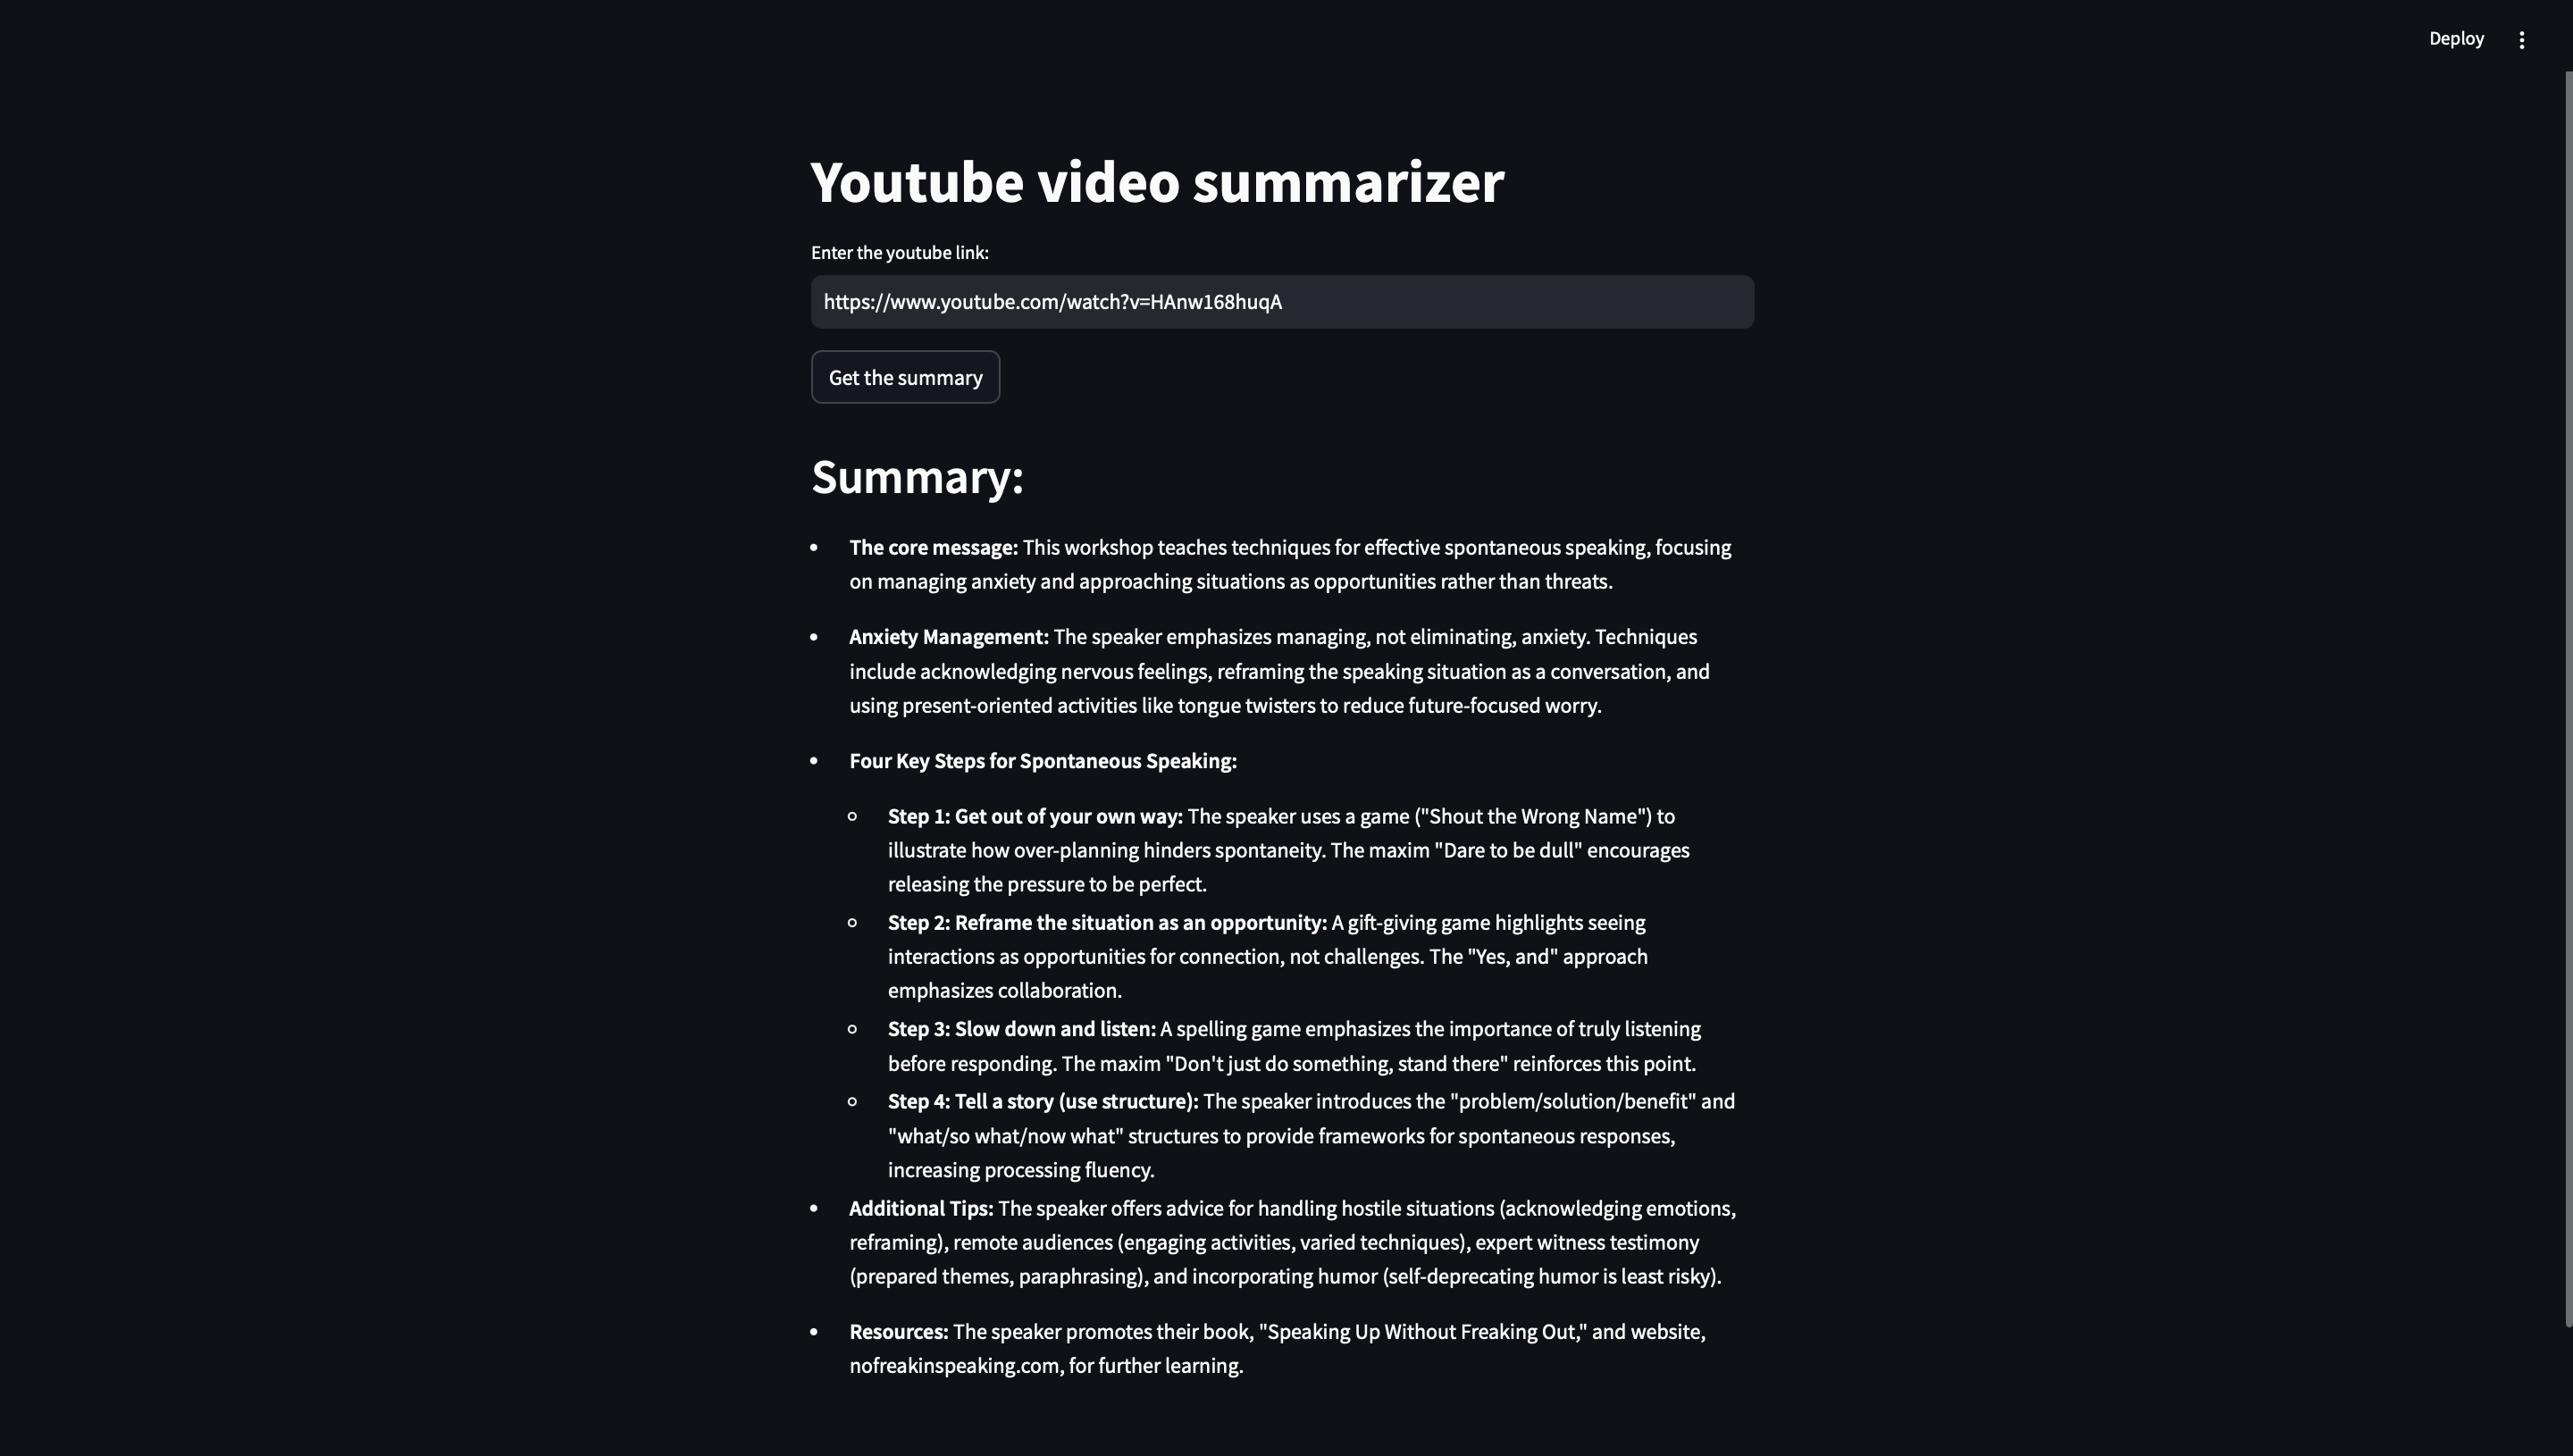 Deploy
Youtube video summarizer
Enter the youtube link:
https://www.youtube.com/watch?v=HAnw168huqA
Get the summary
Summary:
The core message: This workshop teaches techniques for effective spontaneous speaking, focusing
on managing anxiety and approaching situations as opportunities rather than threats.
Anxiety Management: The speaker emphasizes managing, not eliminating, anxiety. Techniques
include acknowledging nervous feelings, reframing the speaking situation as a conversation, and
using present-oriented activities like tongue twisters to reduce future-focused worry.
Four Key Steps for Spontaneous Speaking:
Step 1: Get out of your own way: The speaker uses a game ("Shout the Wrong Name") to
illustrate how over-planning hinders spontaneity. The maxim "Dare to be dull" encourages
releasing the pressure to be perfect.
Step 2: Reframe the situation as an opportunity: A gift-giving game highlights seeing
interactions as opportunities for connection, not challenges. The "Yes, and" approach
emphasizes collaboration.
Step 3: Slow down and listen: A spelling game emphasizes the importance of truly listening
before responding. The maxim "Don't just do something, stand there" reinforces this point.
Step 4: Tell a story (use structure): The speaker introduces the "problem/solution/benefit" and
"what/so what/now what" structures to provide frameworks for spontaneous responses,
increasing processing fluency.
Additional Tips: The speaker offers advice for handling hostile situations (acknowledging emotions,
reframing), remote audiences (engaging activities, varied techniques), expert witness testimony
(prepared themes, paraphrasing), and incorporating humor (self-deprecating humor is least risky).
Resources: The speaker promotes their book, "Speaking Up Without Freaking Out," and website,
nofreakinspeaking.com, for further learning.